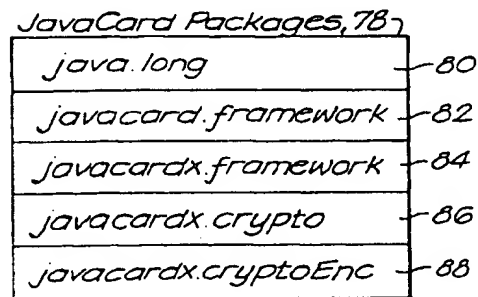 JavaCard Packages, 78
java.long 80
javacard.framework 82
javacardx.framework 84
javacardx.crypto 86
javacardx.cryptoEnc 88